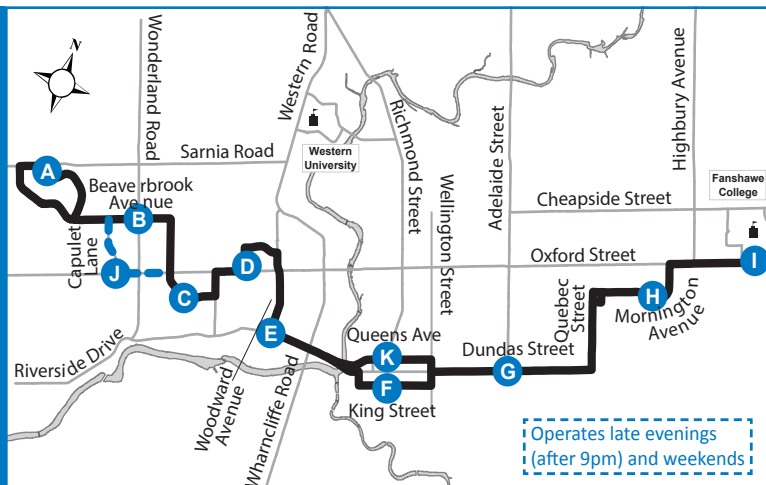 N
Wonderland
Road
Western Road
Highbury Avenue
Richmond Street
Adelaide Street
Western
University
Sarnia Road
A
Wellington Street
Fanshawe
College
Beaverbrook
Avenue
B
Cheapside Street
Capulet
Lane
J
D
Oxford Street
I
C
Quebec
Street
H
Mornington
Avenue
E
Queens Ave
K
Dundas Street
Riverside Drive
G
F
King Street
Woodward
Avenue
Wharncliffe Road
Operates late evenings
(after 9pm) and weekends